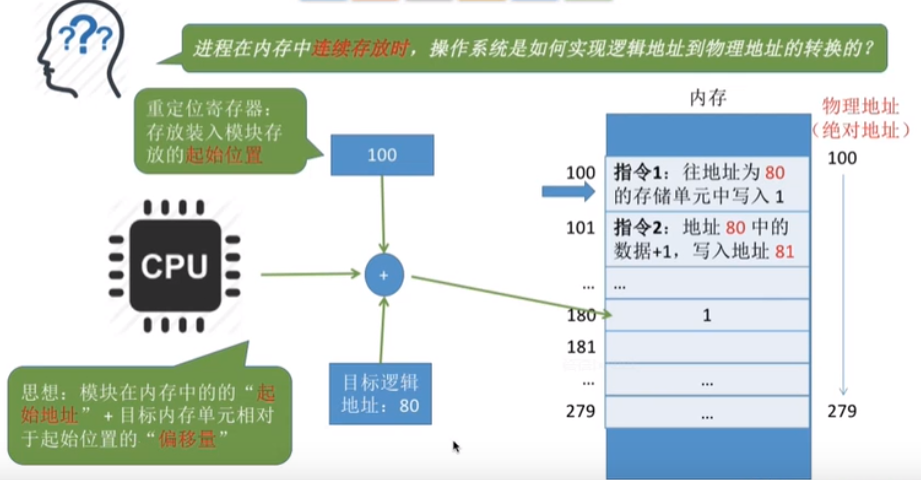 ???
进程在内存中连续存放时，操作系统是如何实现逻辑地址到物理地址的转换的？
重定位寄存器：
存放装入模块存
放的起始位置
100
CPU
+
目标逻辑
地址：80
思想：模块在内存中的的“起
始地址” + 目标内存单元相对
于起始位置的“偏移量”
内存
物理地址
（绝对地址）
100
指令1：往地址为 80
的存储单元中写入 1
101
指令2：地址 80 中的
数据+1，写入地址 81
...
...
180
1
181
...
...
279
...
100
279